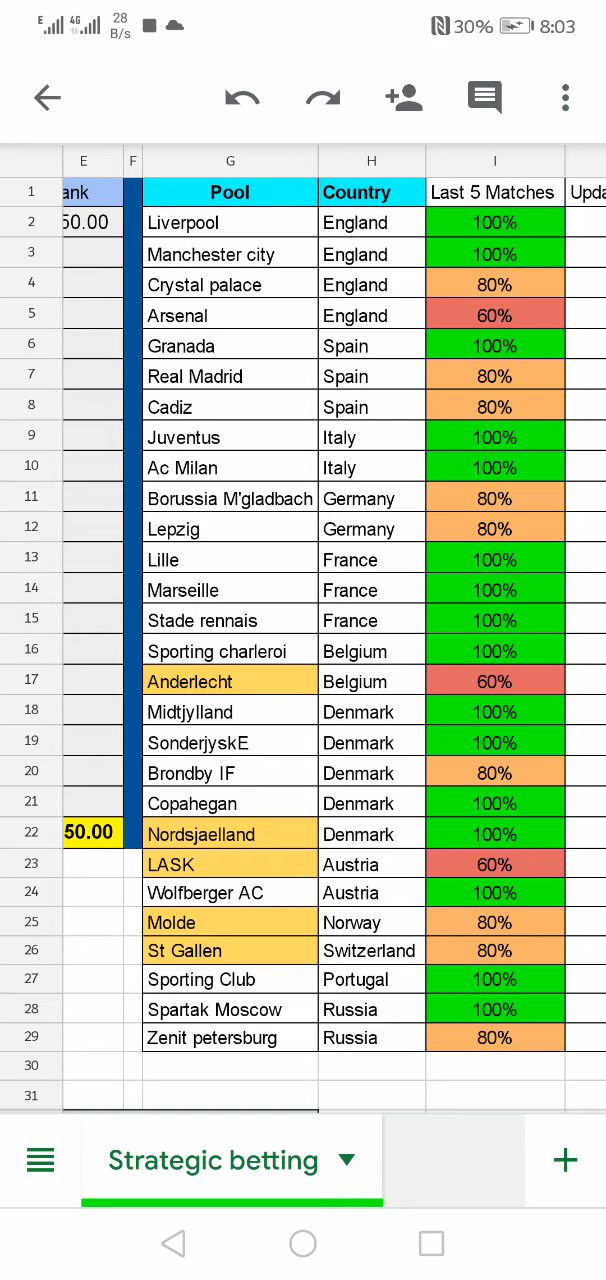 E 4G 28 B/s 30% 8:03
E F G H I
1 ank Pool Country Last 5 Matches Upda
2 50.00 Liverpool England 100%
3 Manchester city England 100%
4 Crystal palace England 80%
5 Arsenal England 60%
6 Granada Spain 100%
7 Real Madrid Spain 80%
8 Cadiz Spain 80%
9 Juventus Italy 100%
10 Ac Milan Italy 100%
11 Borussia M'gladbach Germany 80%
12 Lepzig Germany 80%
13 Lille France 100%
14 Marseille France 100%
15 Stade rennais France 100%
16 Sporting charleroi Belgium 100%
17 Anderlecht Belgium 60%
18 Midtjylland Denmark 100%
19 SonderjyskE Denmark 100%
20 Brondby IF Denmark 80%
21 Copahegan Denmark 100%
22 50.00 Nordsjaelland Denmark 100%
23 LASK Austria 60%
24 Wolfberger AC Austria 100%
25 Molde Norway 80%
26 St Gallen Switzerland 80%
27 Sporting Club Portugal 100%
28 Spartak Moscow Russia 100%
29 Zenit petersburg Russia 80%
30
31
Strategic betting